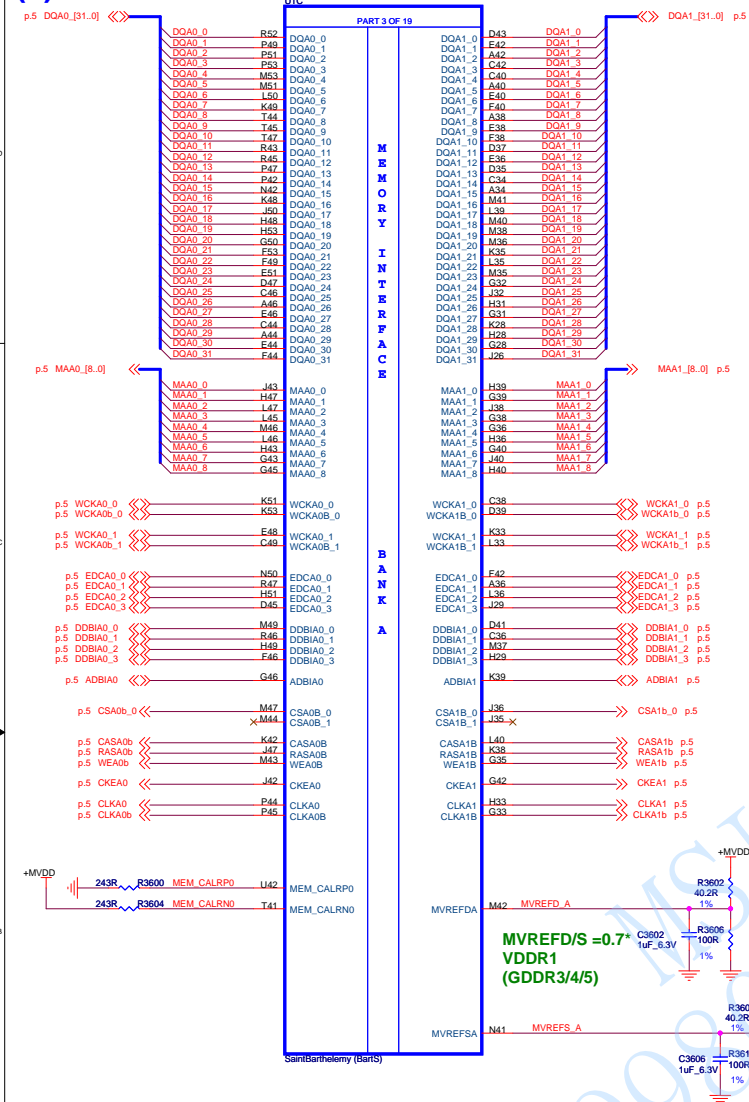 U1C
PART 3 OF 19
p.5 DQA0_[31..0]
DQA1_[31..0] p.5
DQA0_0 R52 DQA0_0 DQA1_0 D43 DQA1_0
DQA0_1 P49 DQA0_1 DQA1_1 E42 DQA1_1
DQA0_2 P51 DQA0_2 DQA1_2 A42 DQA1_2
DQA0_3 P53 DQA0_3 DQA1_3 C42 DQA1_3
DQA0_4 M53 DQA0_4 DQA1_4 C40 DQA1_4
DQA0_5 M51 DQA0_5 DQA1_5 A40 DQA1_5
DQA0_6 L50 DQA0_6 DQA1_6 E40 DQA1_6
DQA0_7 K49 DQA0_7 DQA1_7 F40 DQA1_7
DQA0_8 T44 DQA0_8 DQA1_8 A38 DQA1_8
DQA0_9 T45 DQA0_9 DQA1_9 E38 DQA1_9
DQA0_10 T47 DQA0_10 DQA1_10 F38 DQA1_10
DQA0_11 R43 DQA0_11 DQA1_11 D37 DQA1_11
DQA0_12 R45 DQA0_12 DQA1_12 E36 DQA1_12
DQA0_13 P47 DQA0_13 DQA1_13 D35 DQA1_13
DQA0_14 P42 DQA0_14 DQA1_14 C34 DQA1_14
DQA0_15 N42 DQA0_15 DQA1_15 A34 DQA1_15
DQA0_16 K48 DQA0_16 DQA1_16 M41 DQA1_16
DQA0_17 J50 DQA0_17 DQA1_17 L39 DQA1_17
DQA0_18 H48 DQA0_18 DQA1_18 M40 DQA1_18
DQA0_19 H53 DQA0_19 DQA1_19 M38 DQA1_19
DQA0_20 G50 DQA0_20 DQA1_20 M36 DQA1_20
DQA0_21 F53 DQA0_21 DQA1_21 K35 DQA1_21
DQA0_22 F49 DQA0_22 DQA1_22 L35 DQA1_22
DQA0_23 E51 DQA0_23 DQA1_23 M35 DQA1_23
DQA0_24 D47 DQA0_24 DQA1_24 G32 DQA1_24
DQA0_25 C46 DQA0_25 DQA1_25 J32 DQA1_25
DQA0_26 A46 DQA0_26 DQA1_26 H31 DQA1_26
DQA0_27 E46 DQA0_27 DQA1_27 G31 DQA1_27
DQA0_28 C44 DQA0_28 DQA1_28 K28 DQA1_28
DQA0_29 A44 DQA0_29 DQA1_29 H28 DQA1_29
DQA0_30 E44 DQA0_30 DQA1_30 G28 DQA1_30
DQA0_31 F44 DQA0_31 DQA1_31 J26 DQA1_31
MEMORY INTERFACE
p.5 MAA0_[8..0]
MAA1_[8..0] p.5
MAA0_0 J43 MAA0_0 MAA1_0 H39 MAA1_0
MAA0_1 H47 MAA0_1 MAA1_1 G39 MAA1_1
MAA0_2 L47 MAA0_2 MAA1_2 J38 MAA1_2
MAA0_3 L45 MAA0_3 MAA1_3 G38 MAA1_3
MAA0_4 M46 MAA0_4 MAA1_4 G36 MAA1_4
MAA0_5 L46 MAA0_5 MAA1_5 H36 MAA1_5
MAA0_6 H43 MAA0_6 MAA1_6 G40 MAA1_6
MAA0_7 G43 MAA0_7 MAA1_7 J40 MAA1_7
MAA0_8 G45 MAA0_8 MAA1_8 H40 MAA1_8
p.5 WCKA0_0 K51 WCKA0_0 WCKA1_0 C38 WCKA1_0 p.5
p.5 WCKA0b_0 K53 WCKA0B_0 WCKA1B_0 D39 WCKA1b_0 p.5
p.5 WCKA0_1 E48 WCKA0_1 WCKA1_1 K33 WCKA1_1 p.5
p.5 WCKA0b_1 C49 WCKA0B_1 WCKA1B_1 L33 WCKA1b_1 p.5
BANK A
p.5 EDCA0_0 N50 EDCA0_0 EDCA1_0 F42 EDCA1_0 p.5
p.5 EDCA0_1 R47 EDCA0_1 EDCA1_1 A36 EDCA1_1 p.5
p.5 EDCA0_2 H51 EDCA0_2 EDCA1_2 L36 EDCA1_2 p.5
p.5 EDCA0_3 D45 EDCA0_3 EDCA1_3 J29 EDCA1_3 p.5
p.5 DDBIA0_0 M49 DDBIA0_0 DDBIA1_0 D41 DDBIA1_0 p.5
p.5 DDBIA0_1 R46 DDBIA0_1 DDBIA1_1 C36 DDBIA1_1 p.5
p.5 DDBIA0_2 H49 DDBIA0_2 DDBIA1_2 M37 DDBIA1_2 p.5
p.5 DDBIA0_3 F46 DDBIA0_3 DDBIA1_3 H29 DDBIA1_3 p.5
p.5 ADBIA0 G46 ADBIA0 ADBIA1 K39 ADBIA1 p.5
p.5 CSA0b_0 M47 CSA0B_0 CSA1B_0 J36 CSA1b_0 p.5
M44 CSA0B_1 CSA1B_1 J35
p.5 CASA0b K42 CASA0B CASA1B L40 CASA1b p.5
p.5 RASA0b J47 RASA0B RASA1B K38 RASA1b p.5
p.5 WEA0b M43 WEA0B WEA1B G35 WEA1b p.5
p.5 CKEA0 J42 CKEA0 CKEA1 G42 CKEA1 p.5
p.5 CLKA0 P44 CLKA0 CLKA1 H33 CLKA1 p.5
p.5 CLKA0b P45 CLKA0B CLKA1B G33 CLKA1b p.5
+MVDD
+MVDD
243R R3600 MEM_CALRP0 U42 MEM_CALRP0
R3602
40.2R
1%
243R R3604 MEM_CALRN0 T41 MEM_CALRN0 MVREFDA M42 MVREFD_A
MVREFD/S =0.7*
VDDR1
(GDDR3/4/5)
C3602
1uF_6.3V
R3606
100R
1%
40.2R
1%
MVREFSA N41 MVREFS_A
C3606
1uF_6.3V
100R
1%
SaintBarthelemy (BartS)